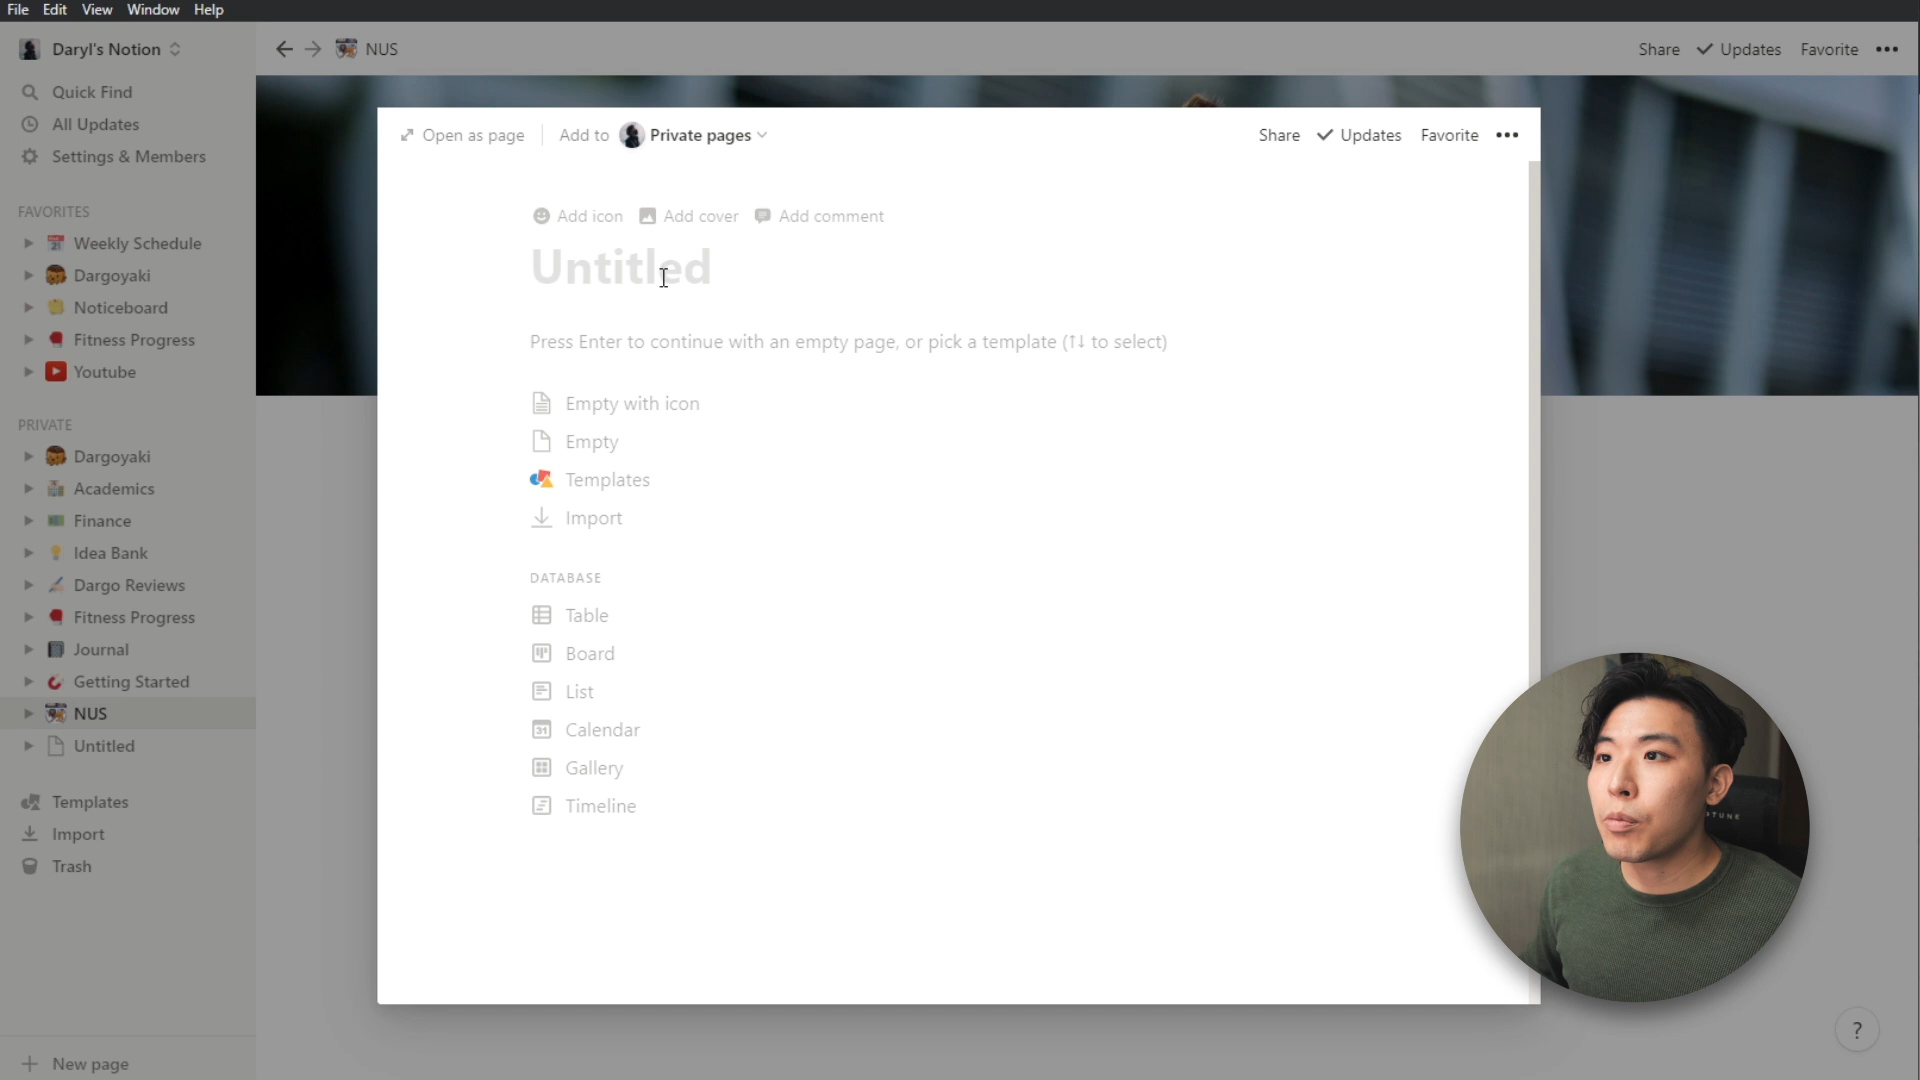 File Edit View Window Help
Daryl's Notion
NUS
Share Updates Favorite
Quick Find
All Updates
Settings & Members
FAVORITES
Weekly Schedule
Dargoyaki
Noticeboard
Fitness Progress
Youtube
PRIVATE
Dargoyaki
Academics
Finance
Idea Bank
Dargo Reviews
Fitness Progress
Journal
Getting Started
NUS
Untitled
Templates
Import
Trash
New page
Open as page Add to Private pages
Share Updates Favorite
Add icon Add cover Add comment
Untitled
Press Enter to continue with an empty page, or pick a template (↑↓ to select)
Empty with icon
Empty
Templates
Import
DATABASE
Table
Board
List
Calendar
Gallery
Timeline
?